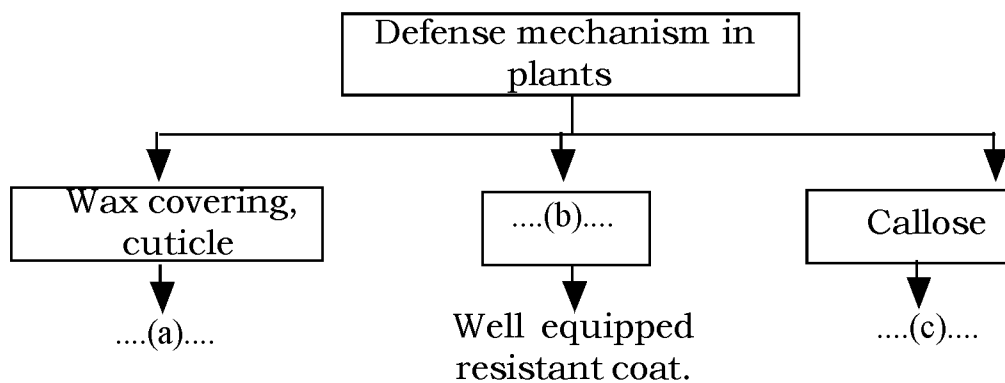 Defense mechanism in
plants
Wax covering,
cuticle
....(b)....
Callose
....(a)....
Well equipped
resistant coat.
....(c)....